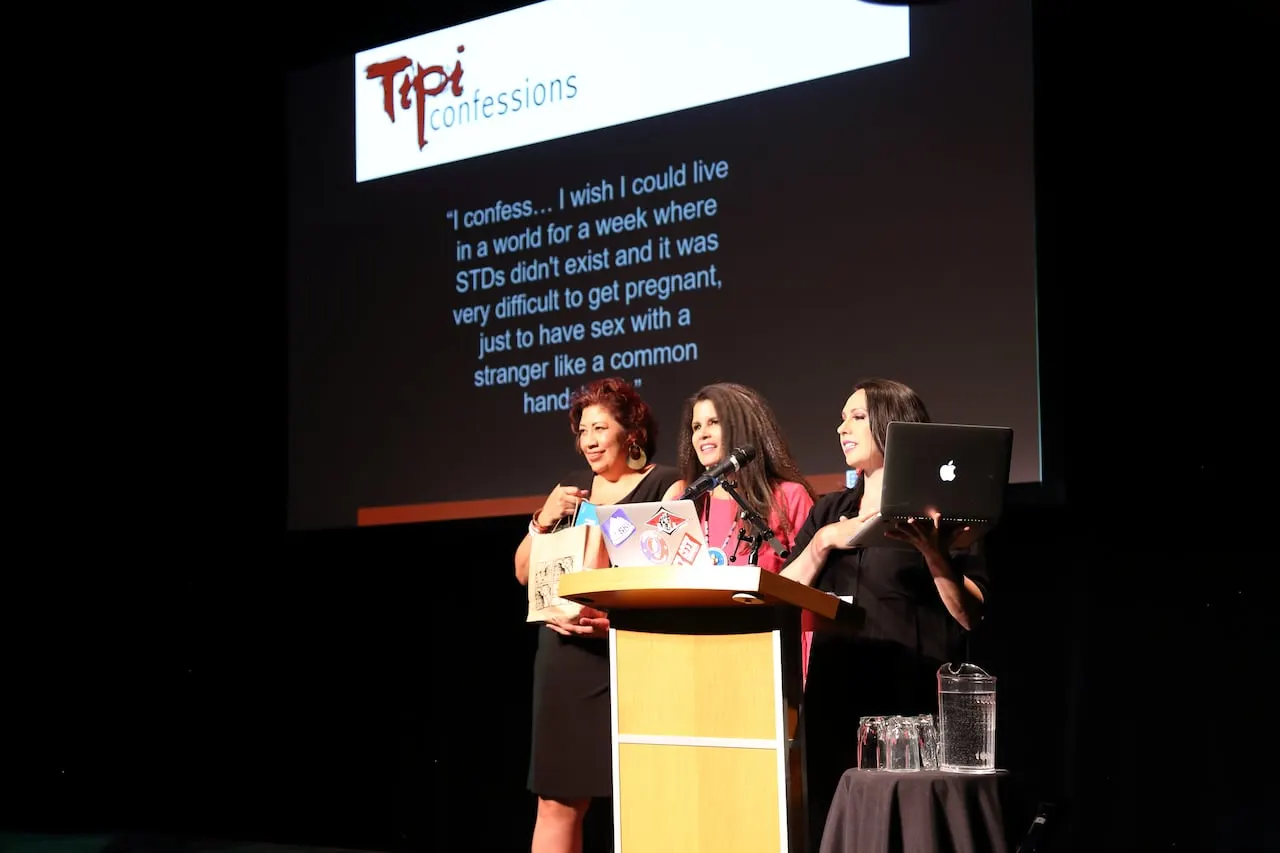 Tipi
confessions
“I confess… I wish I could live
in a world for a week where
STDs didn't exist and it was
very difficult to get pregnant,
just to have sex with a
stranger like a common